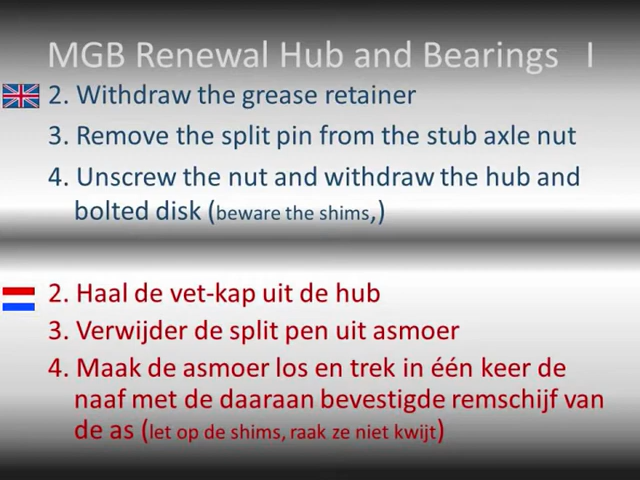 MGB Renewal Hub and Bearings I
2. Withdraw the grease retainer
3. Remove the split pin from the stub axle nut
4. Unscrew the nut and withdraw the hub and
bolted disk (beware the shims,)
2. Haal de vet-kap uit de hub
3. Verwijder de split pen uit asmoer
4. Maak de asmoer los en trek in één keer de
naaf met de daaraan bevestigde remschijf van
de as (let op de shims, raak ze niet kwijt)